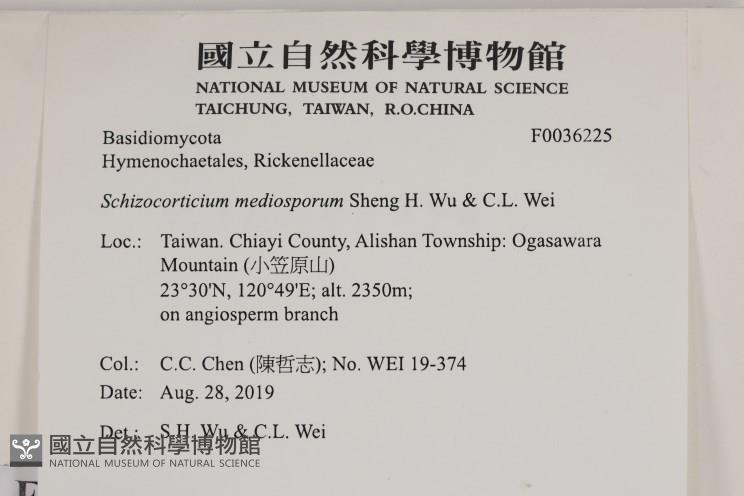 國立自然科學博物館
NATIONAL MUSEUM OF NATURAL SCIENCE
TAICHUNG, TAIWAN, R.O.CHINA
Basidiomycota F0036225
Hymenochaetales, Rickenellaceae
Schizocorticium mediosporum Sheng H. Wu & C.L. Wei
Loc.: Taiwan. Chiayi County, Alishan Township: Ogasawara
Mountain (小笠原山)
23°30'N, 120°49'E; alt. 2350m;
on angiosperm branch
Col.: C.C. Chen (陳哲志); No. WEI 19-374
Date: Aug. 28, 2019
Det.: S.H. Wu & C.L. Wei
國立自然科學博物館
NATIONAL MUSEUM OF NATURAL SCIENCE